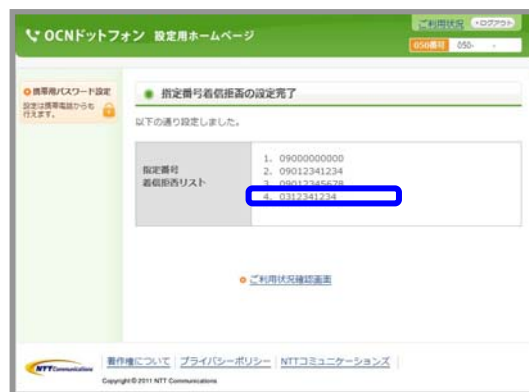 OCNドットフォン 設定用ホームページ
ご利用状況 ログアウト
050番号 050- -
携帯用パスワード設定
設定は携帯電話からも
行えます。
指定番号着信拒否の設定完了
以下の通り設定しました。
指定番号
着信拒否リスト
1. 09000000000
2. 09012341234
3. 09012345678
4. 0312341234
ご利用状況確認画面
NTT Communications
著作権について プライバシーポリシー NTTコミュニケーションズ
Copyright © 2011 NTT Communications